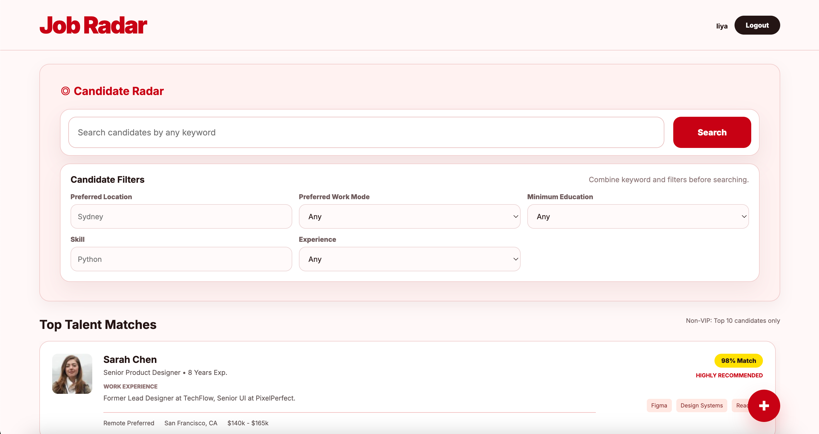 Job Radar
liya
Logout
Candidate Radar
Search candidates by any keyword
Search
Candidate Filters
Combine keyword and filters before searching.
Preferred Location
Preferred Work Mode
Minimum Education
Sydney
Any
Any
Skill
Experience
Python
Any
Top Talent Matches
Non-VIP: Top 10 candidates only
Sarah Chen
98% Match
Senior Product Designer • 8 Years Exp.
HIGHLY RECOMMENDED
WORK EXPERIENCE
Former Lead Designer at TechFlow, Senior UI at PixelPerfect.
Figma
Design Systems
Remote Preferred
San Francisco, CA
$140k - $165k